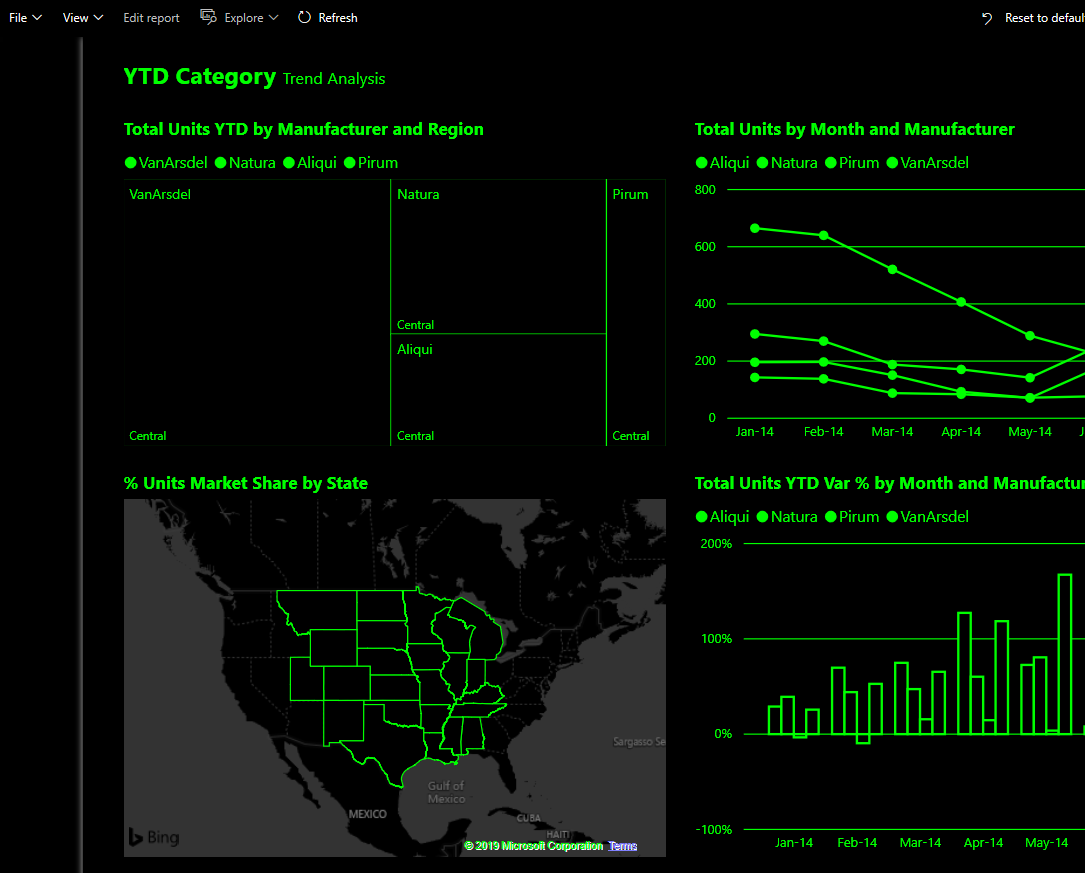 File View Edit report Explore Refresh Reset to defaul
YTD Category Trend Analysis
Total Units YTD by Manufacturer and Region
VanArsdel Natura Aliqui Pirum
VanArsdel
Natura
Pirum
Central
Aliqui
Central
Central
Central
Total Units by Month and Manufacturer
Aliqui Natura Pirum VanArsdel
800
600
400
200
0
Jan-14 Feb-14 Mar-14 Apr-14 May-14 J
% Units Market Share by State
Sargasso Se
Gulf of
Mexico
MEXICO
CUBA
HAITI
Bing
© 2019 Microsoft Corporation Terms
Total Units YTD Var % by Month and Manufactur
Aliqui Natura Pirum VanArsdel
200%
100%
0%
-100%
Jan-14 Feb-14 Mar-14 Apr-14 May-14